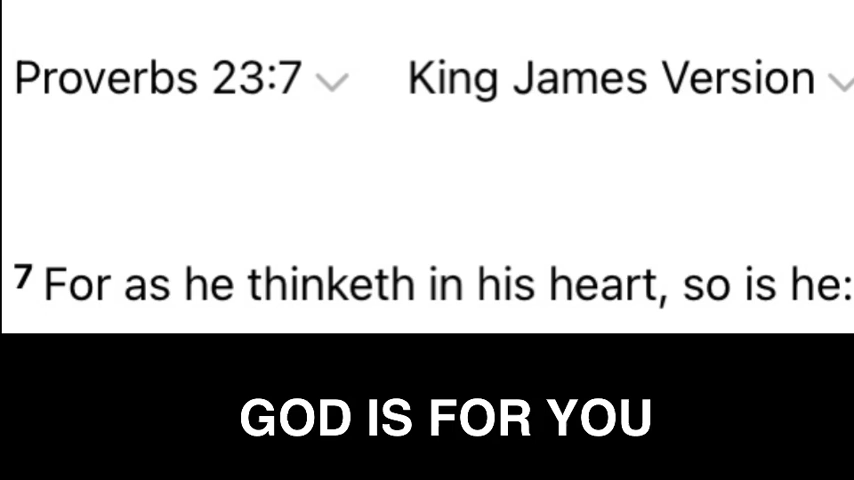 Proverbs 23:7 King James Version
7 For as he thinketh in his heart, so is he:
GOD IS FOR YOU